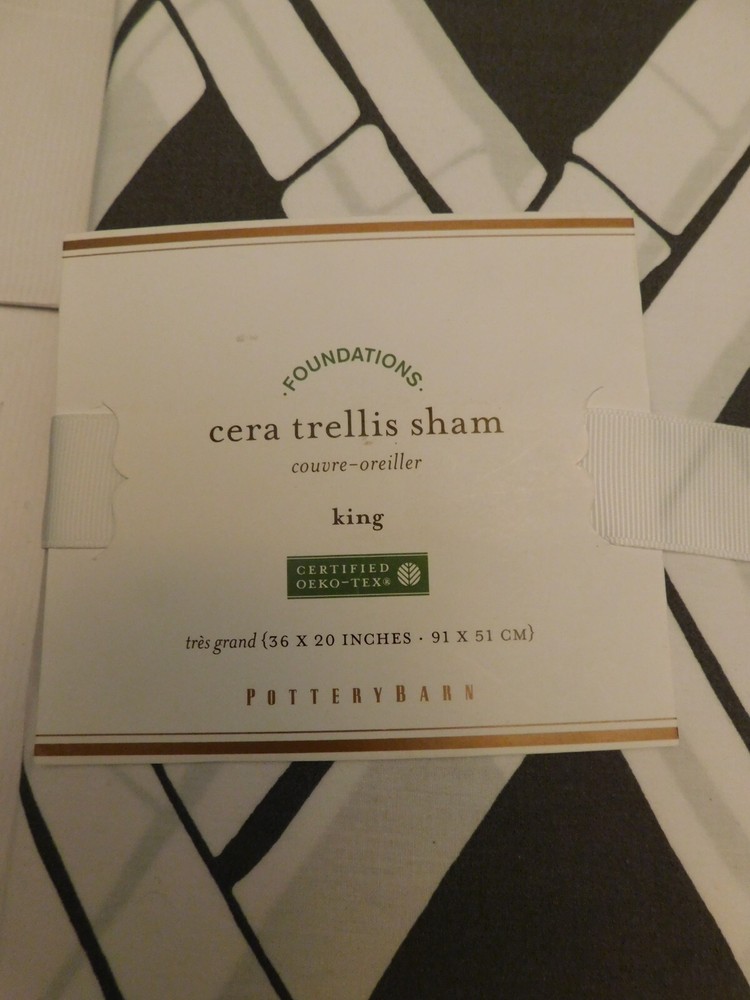 ·FOUNDATIONS·
cera trellis sham
couvre-oreiller
king
CERTIFIED
OEKO-TEX®
très grand {36 X 20 INCHES · 91 X 51 CM}
POTTERYBARN